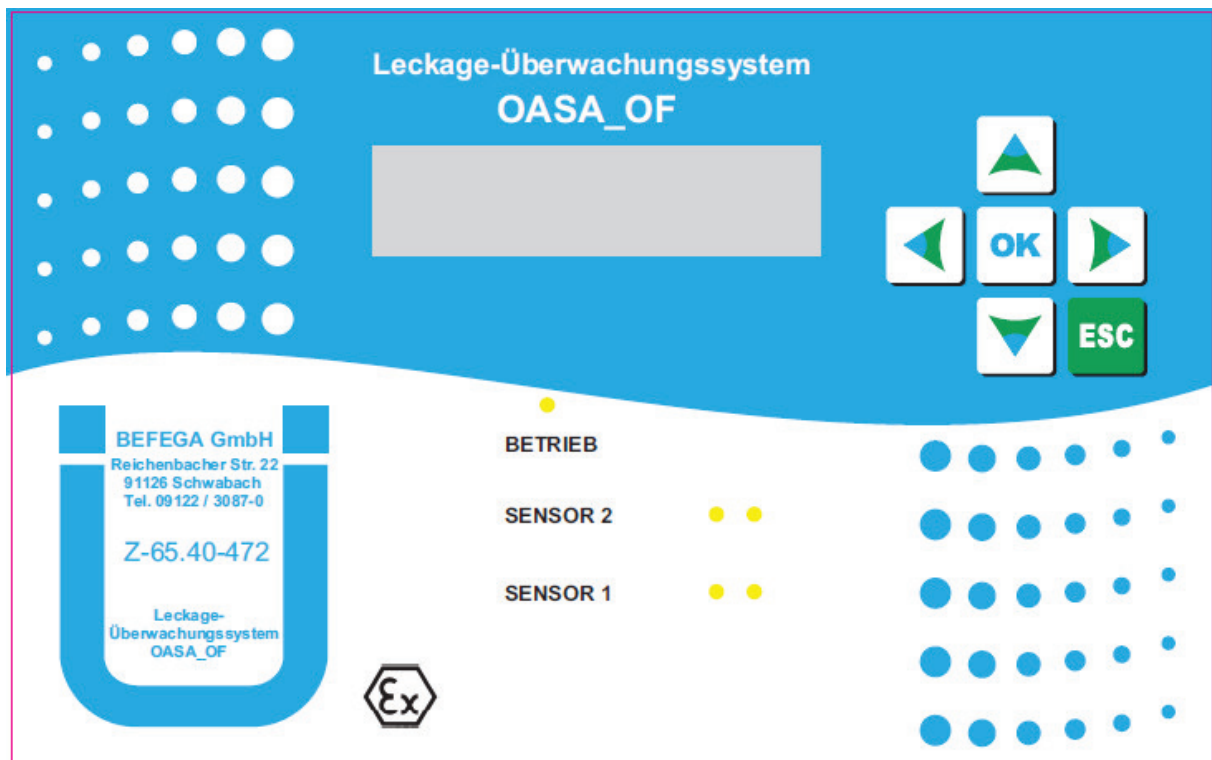 Leckage-Überwachungssystem
OASA_OF
OK
ESC
BEFEGA GmbH
Reichenbacher Str. 22
91126 Schwabach
Tel. 09122 / 3087-0
Z-65.40-472
Leckage-
Überwachungssystem
OASA_OF
BETRIEB
SENSOR 2
SENSOR 1
Ex